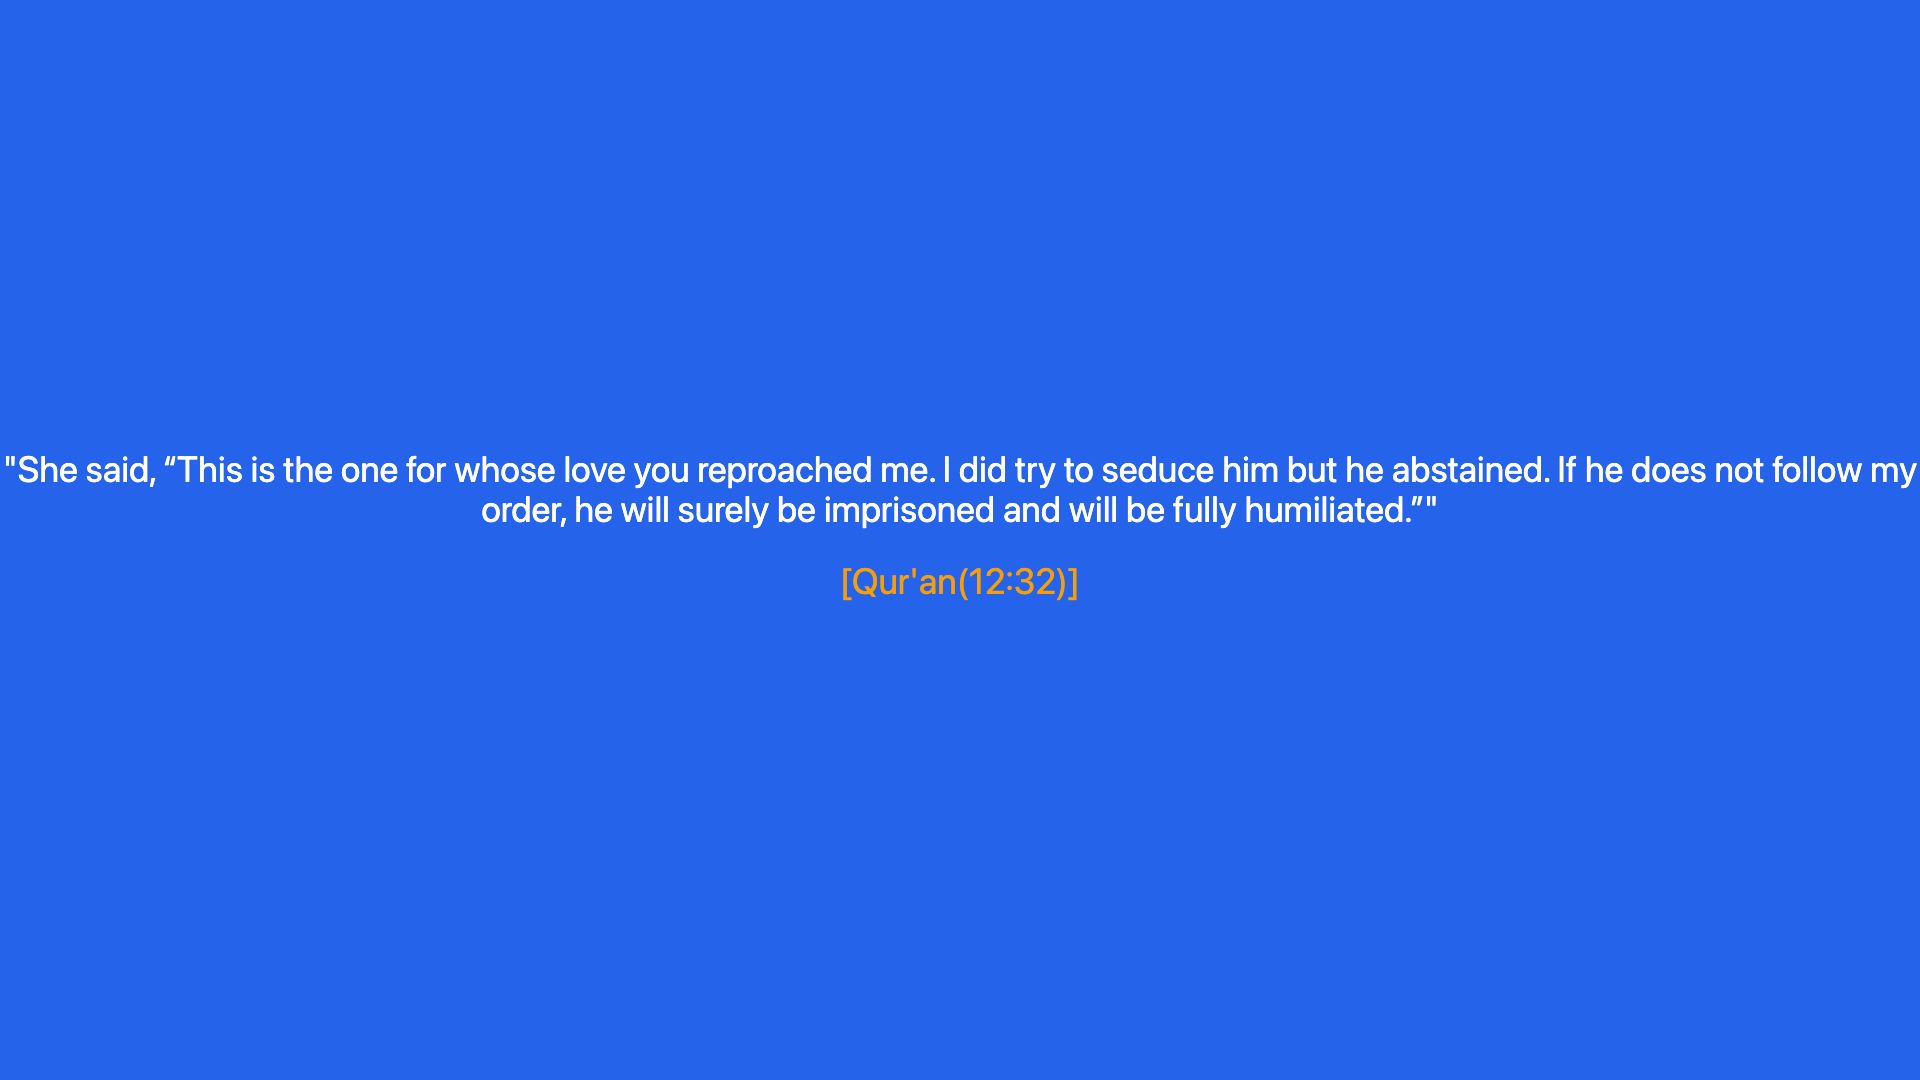 "She said, “This is the one for whose love you reproached me. I did try to seduce him but he abstained. If he does not follow my
order, he will surely be imprisoned and will be fully humiliated.”"
[Qur'an(12:32)]